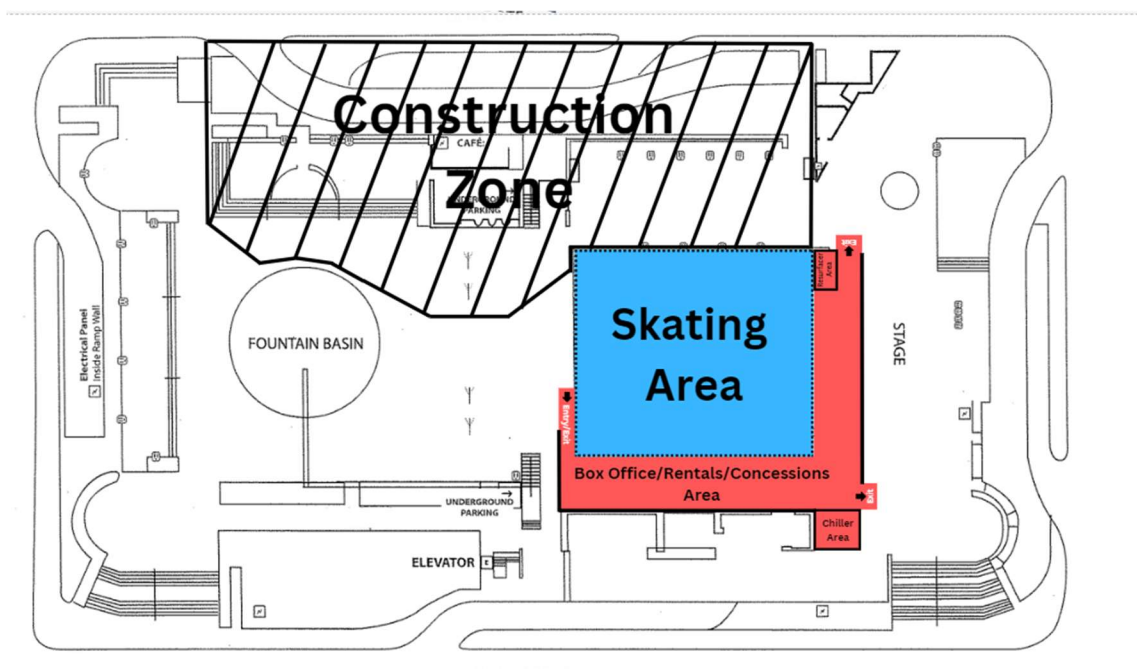 Construction
CAFÉ:
Zone
UNDERGROUND
PARKING
Exit
Resurfacer
Area
Skating
Area
Electrical Panel
Inside Ramp Wall
FOUNTAIN BASIN
STAGE
Entry/Exit
Box Office/Rentals/Concessions
Area
Exit
UNDERGROUND
PARKING
Chiller
Area
ELEVATOR
E